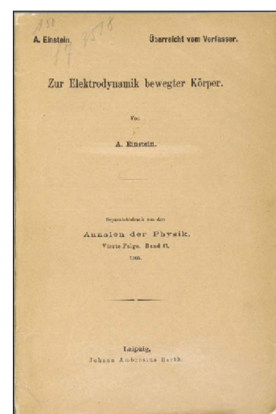 A. Einstein. Überreicht vom Verfasser.
Zur Elektrodynamik bewegter Körper.
Von
A. Einstein.
Separatabdruck aus den
Annalen der Physik.
Vierte Folge. Band 17.
1905.
Leipzig,
Johann Ambrosius Barth.